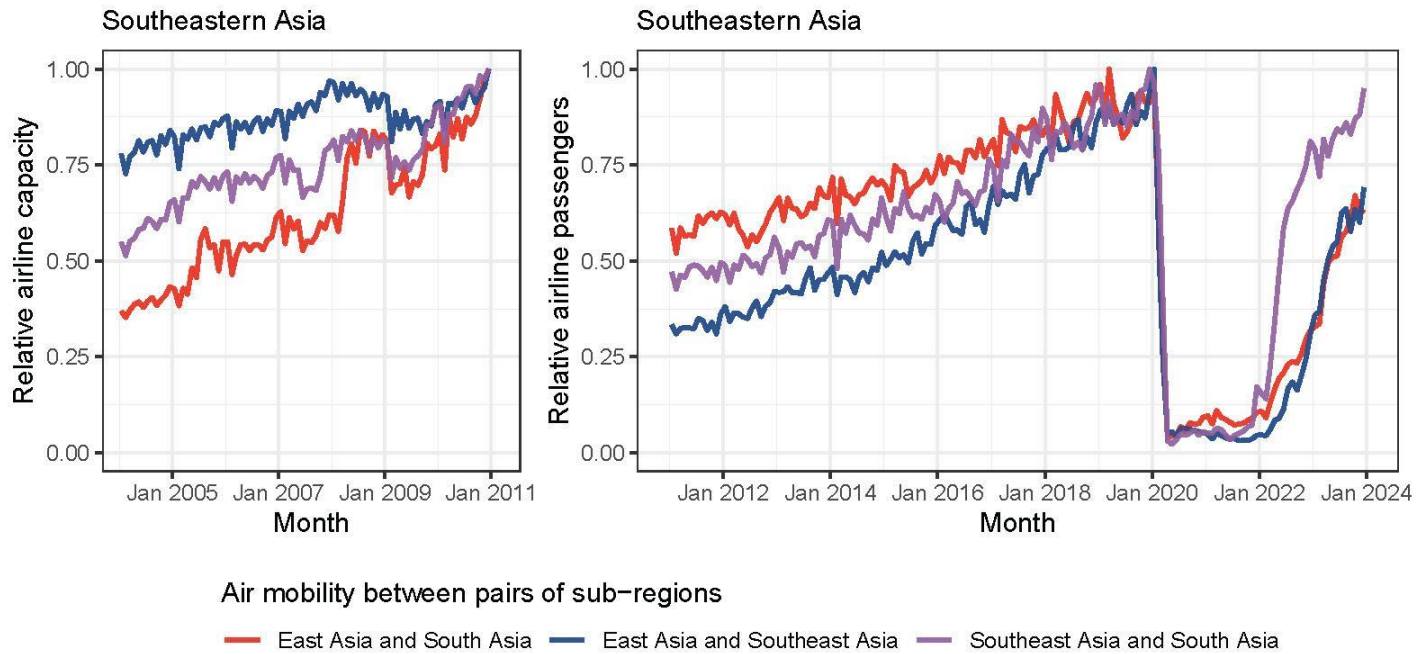 Southeastern Asia
Relative airline capacity
1.00
0.75
0.50
0.25
0.00
Jan 2005 Jan 2007 Jan 2009 Jan 2011
Month
Southeastern Asia
Relative airline passengers
1.00
0.75
0.50
0.25
0.00
Jan 2012 Jan 2014 Jan 2016 Jan 2018 Jan 2020 Jan 2022 Jan 2024
Month
Air mobility between pairs of sub−regions
East Asia and South Asia East Asia and Southeast Asia Southeast Asia and South Asia